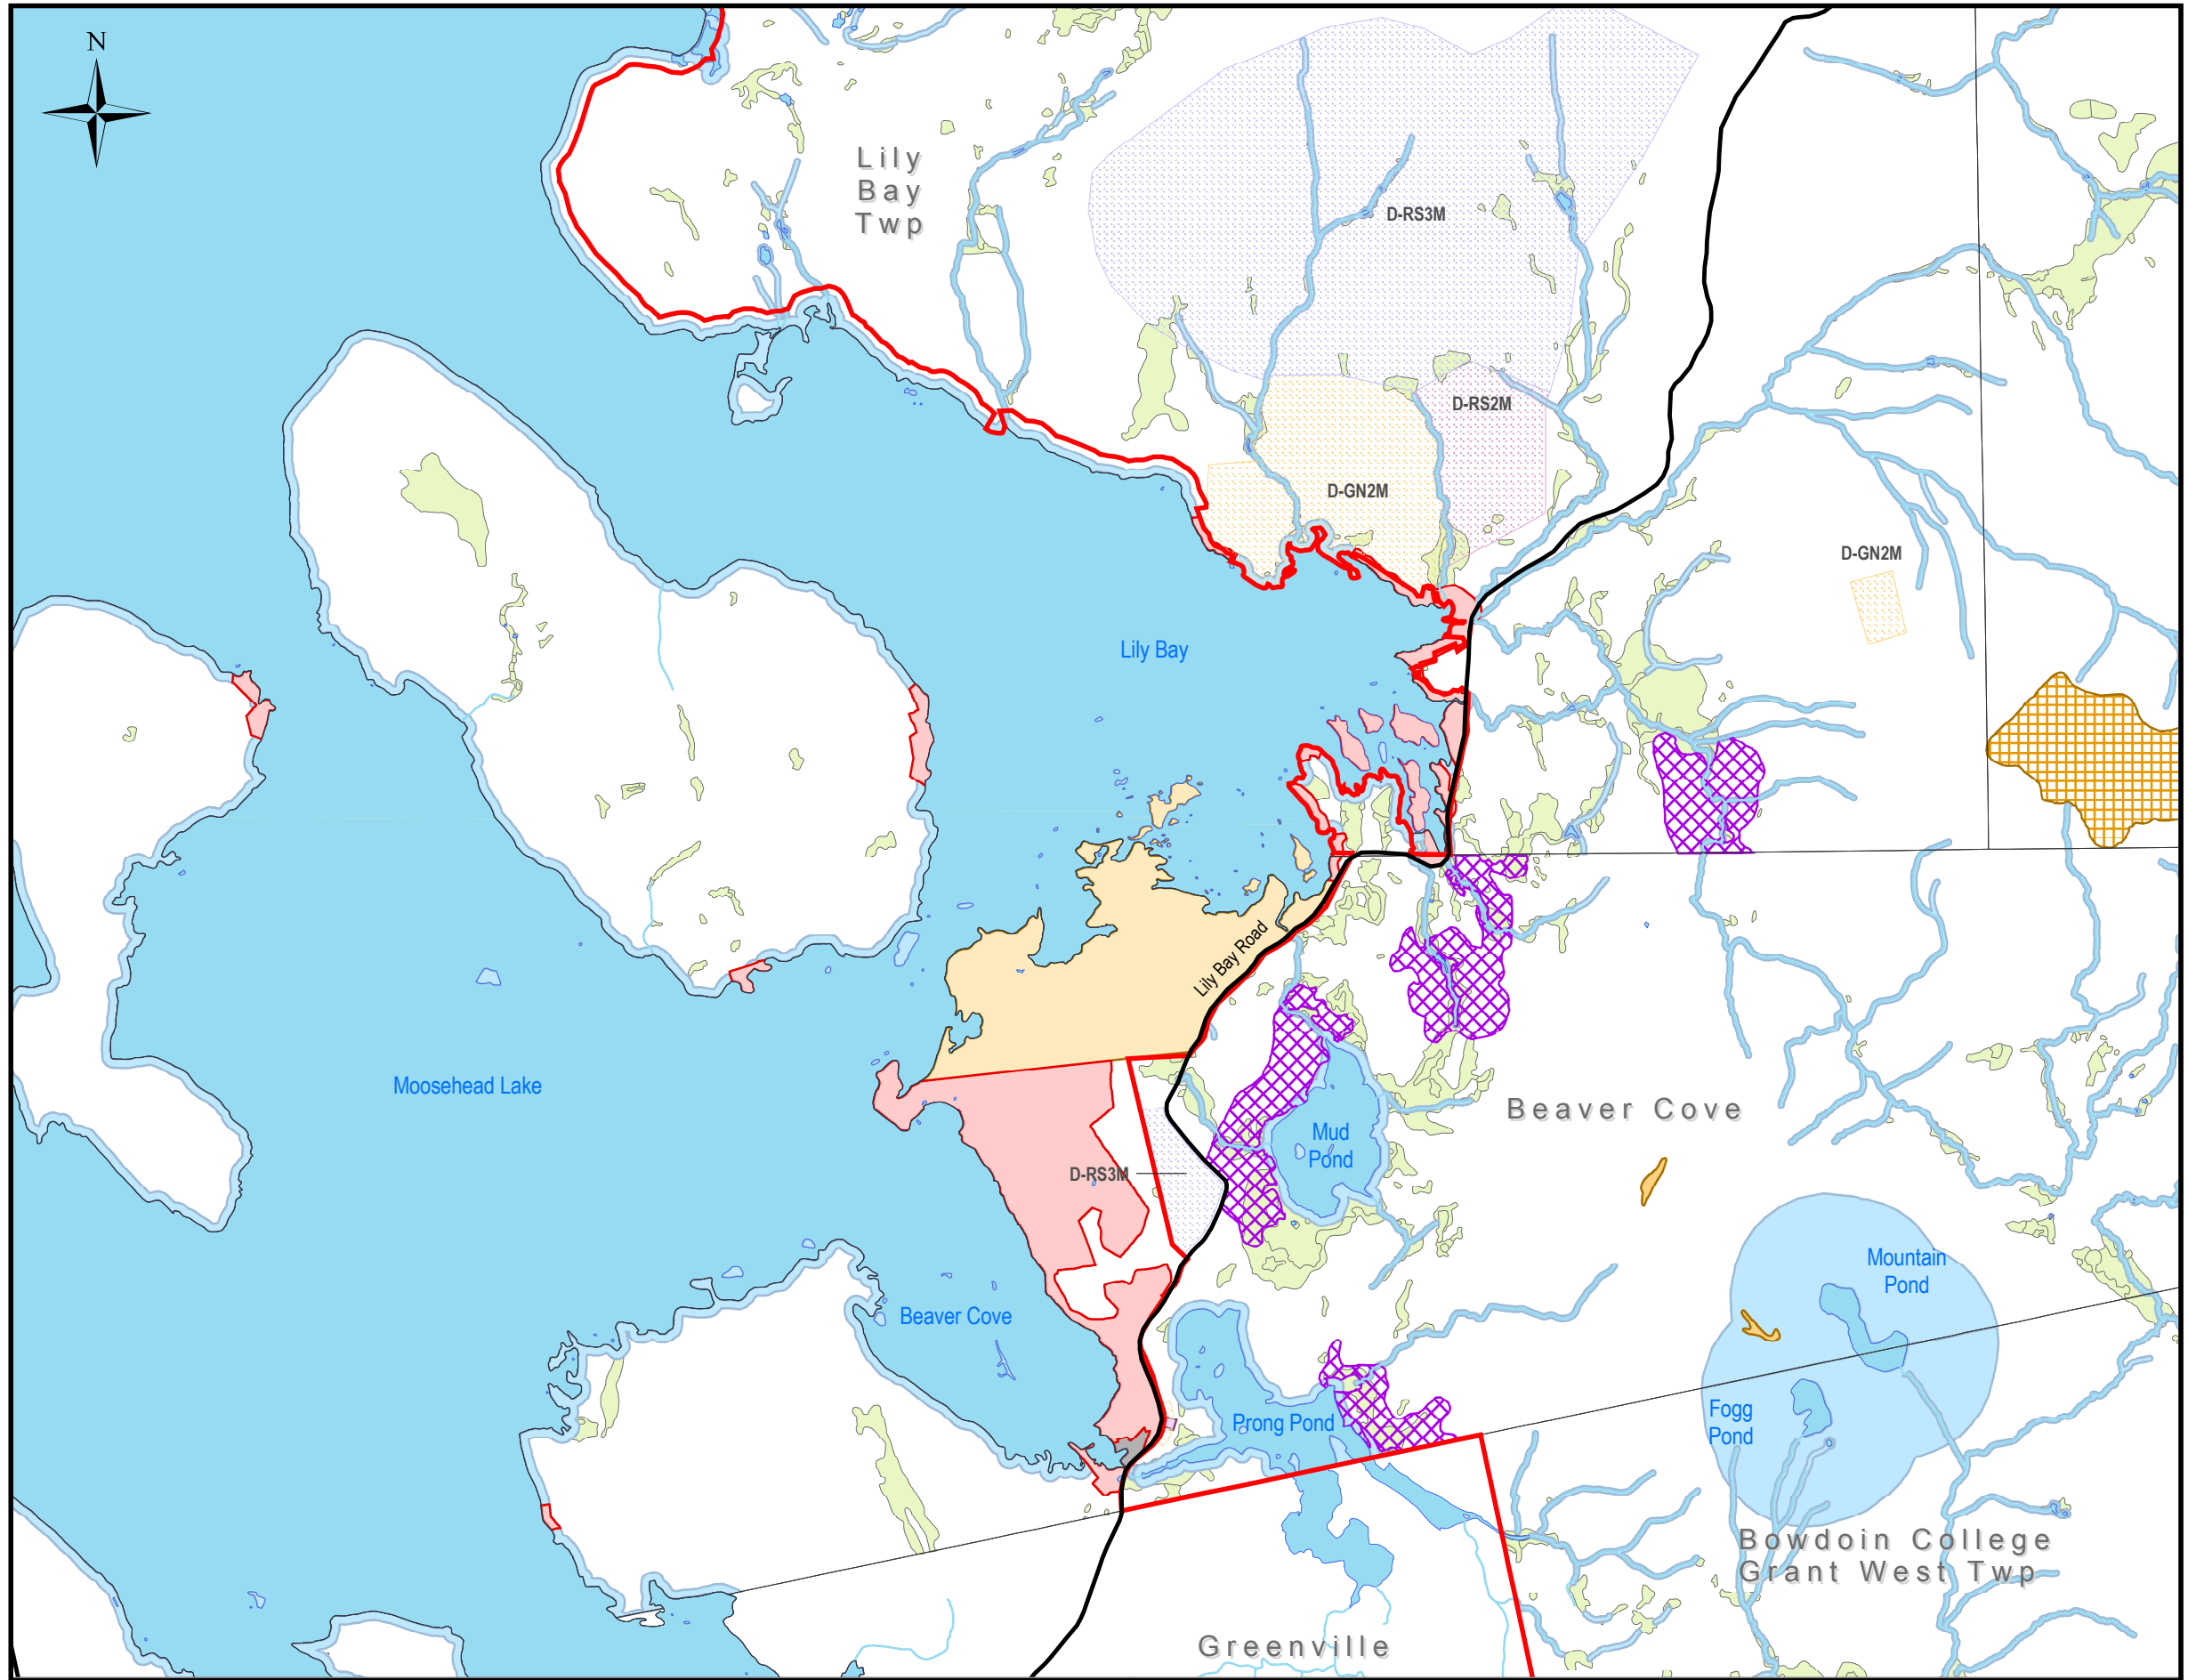 N
Lily
Bay
Twp
D-RS3M
D-RS2M
D-GN2M
D-GN2M
Lily Bay
Lily Bay Road
Moosehead Lake
Mud
Pond
Beaver Cove
D-RS3M
Mountain
Pond
Beaver Cove
Prong Pond
Fogg
Pond
Bowdoin College
Grant West Twp
Greenville